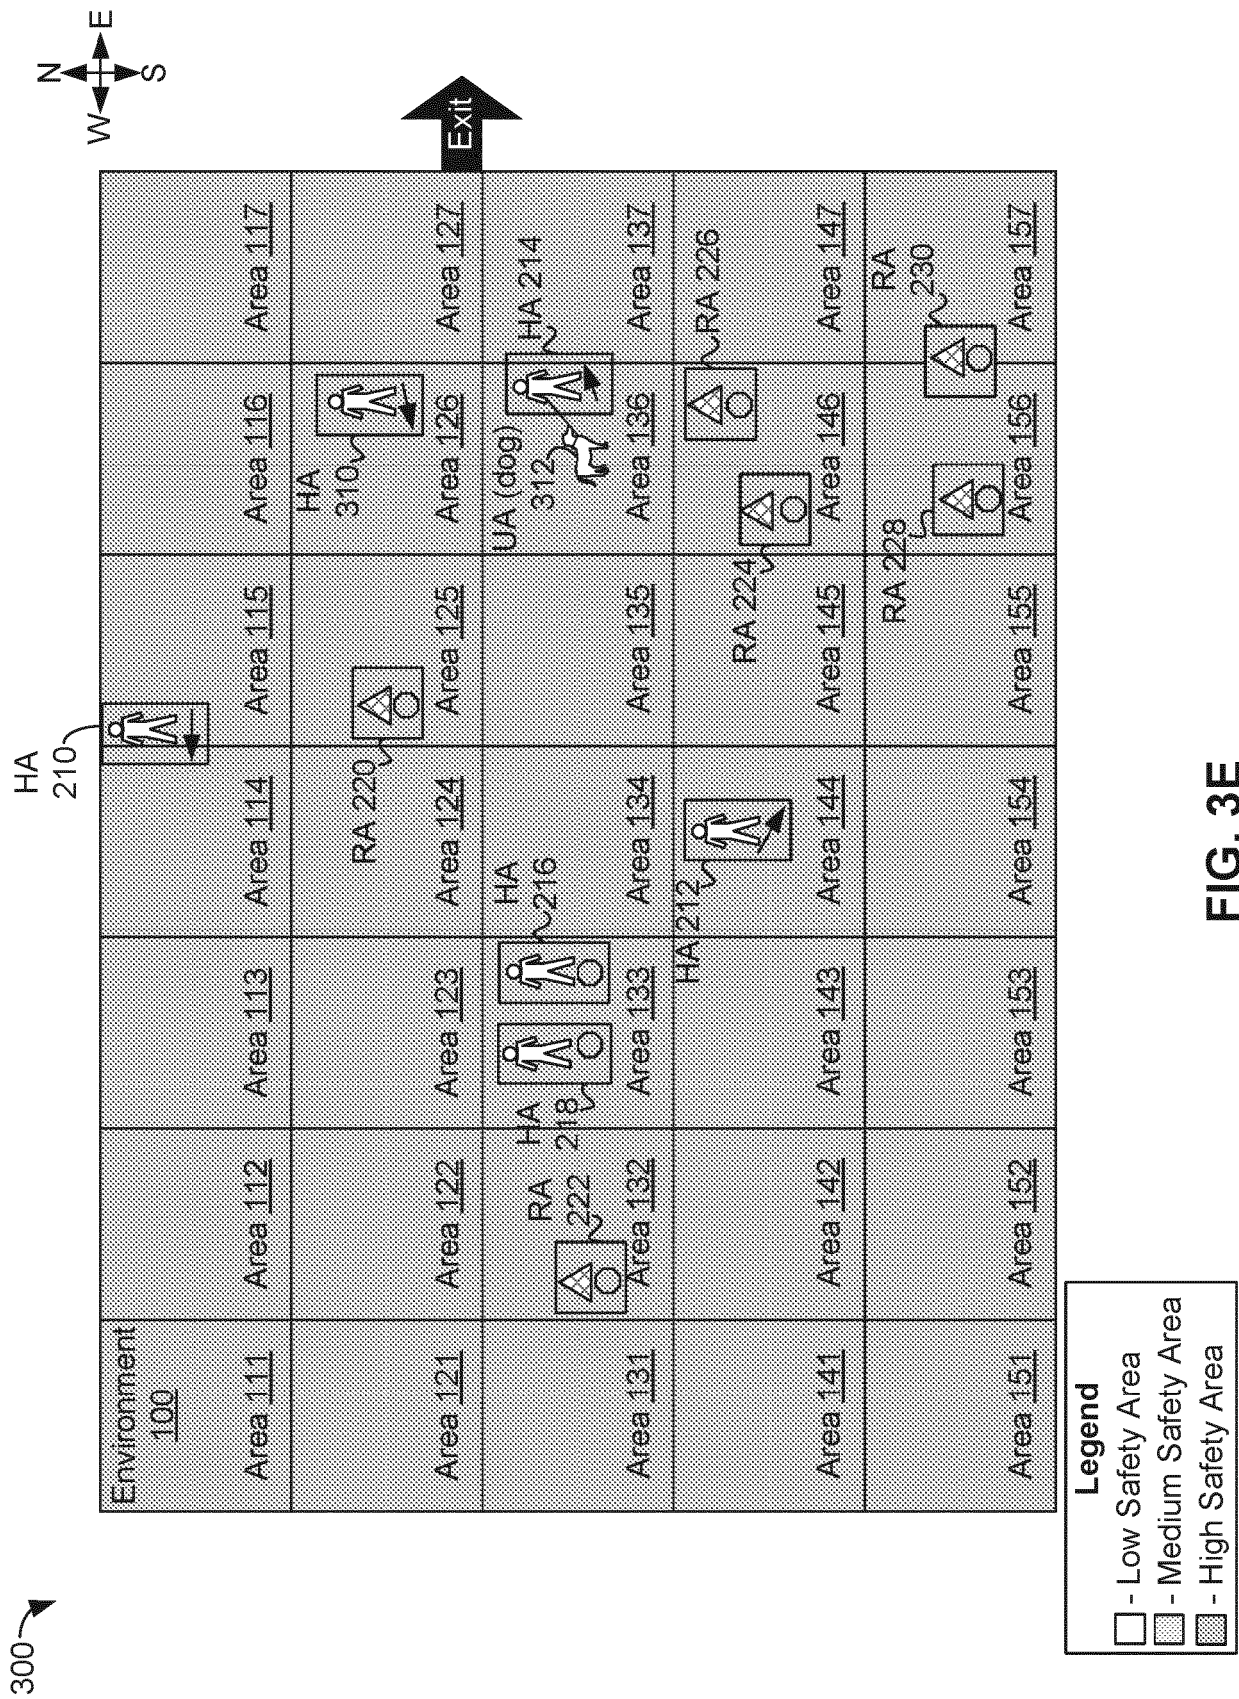 300
N
W
E
S
HA
210
Environment
100
Area 111
Area 112
Area 113
Area 114
Area 115
Area 116
Area 117
HA
310
RA 220
Area 121
Area 122
Area 123
Area 124
Area 125
Area 126
Area 127
Exit
UA (dog)
312
HA 214
HA
216
HA
218
RA
222
Area 131
Area 132
Area 133
Area 134
Area 135
Area 136
Area 137
HA 212
RA 224
RA 226
Area 141
Area 142
Area 143
Area 144
Area 145
Area 146
Area 147
RA 228
RA
230
Area 151
Area 152
Area 153
Area 154
Area 155
Area 156
Area 157
Legend
- Low Safety Area
- Medium Safety Area
- High Safety Area
FIG. 3E